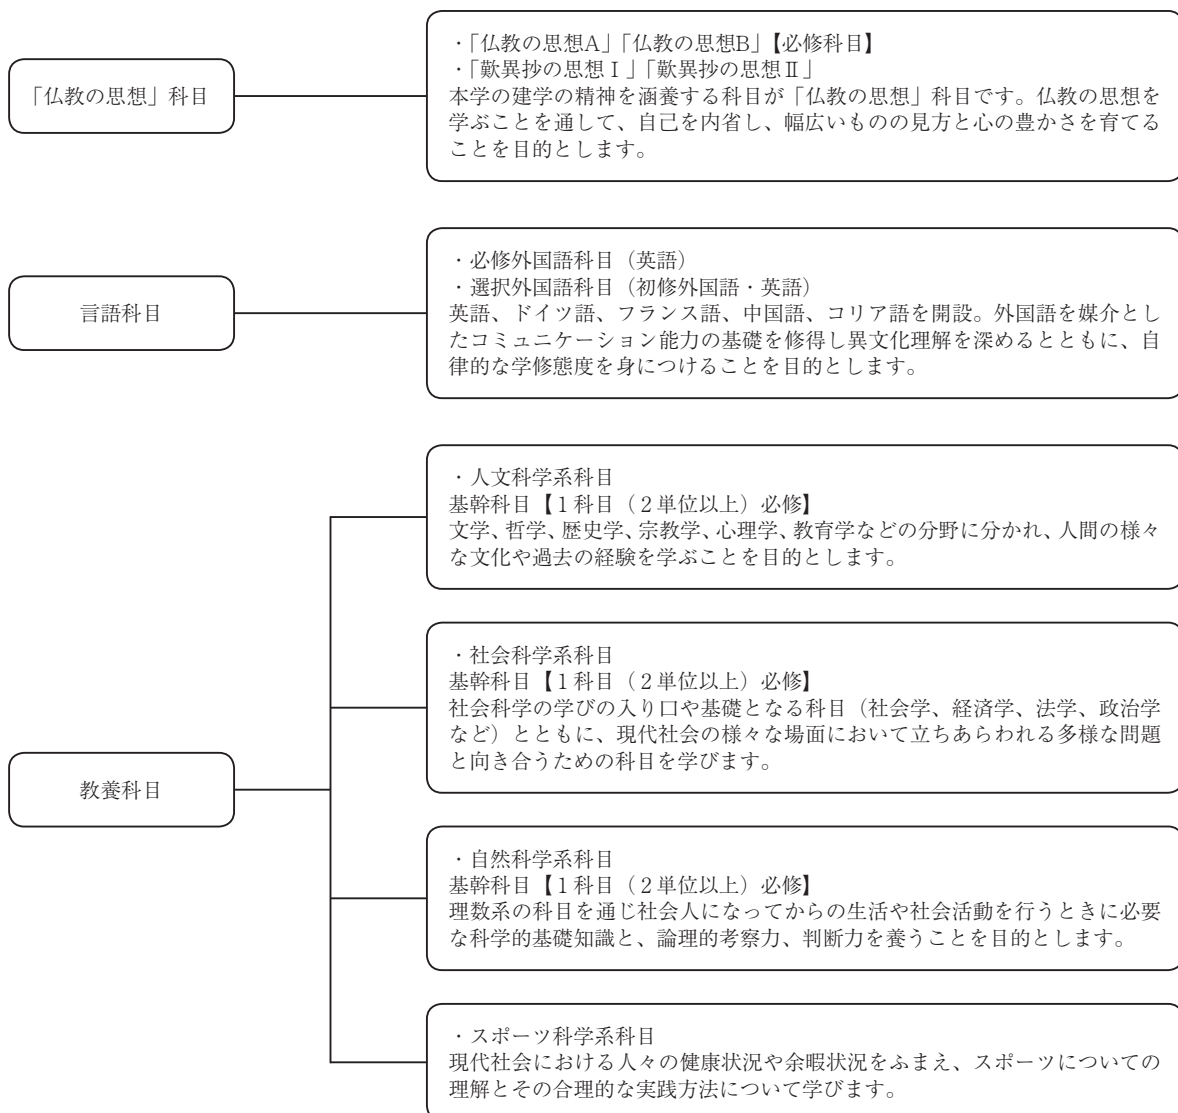 「仏教の思想」科目
・「仏教の思想A」「仏教の思想B」【必修科目】
・「歎異抄の思想Ⅰ」「歎異抄の思想Ⅱ」
本学の建学の精神を涵養する科目が「仏教の思想」科目です。仏教の思想を
学ぶことを通して、自己を内省し、幅広いものの見方と心の豊かさを育てる
ことを目的とします。
言語科目
・必修外国語科目（英語）
・選択外国語科目（初修外国語・英語）
英語、ドイツ語、フランス語、中国語、コリア語を開設。外国語を媒介とし
たコミュニケーション能力の基礎を修得し異文化理解を深めるとともに、自
律的な学修態度を身につけることを目的とします。
教養科目
・人文科学系科目
基幹科目【１科目（２単位以上）必修】
文学、哲学、歴史学、宗教学、心理学、教育学などの分野に分かれ、人間の様々
な文化や過去の経験を学ぶことを目的とします。
・社会科学系科目
基幹科目【１科目（２単位以上）必修】
社会科学の学びの入り口や基礎となる科目（社会学、経済学、法学、政治学
など）とともに、現代社会の様々な場面において立ちあらわれる多様な問題
と向き合うための科目を学びます。
・自然科学系科目
基幹科目【１科目（２単位以上）必修】
理数系の科目を通じ社会人になってからの生活や社会活動を行うときに必要
な科学的基礎知識と、論理的考察力、判断力を養うことを目的とします。
・スポーツ科学系科目
現代社会における人々の健康状況や余暇状況をふまえ、スポーツについての
理解とその合理的な実践方法について学びます。